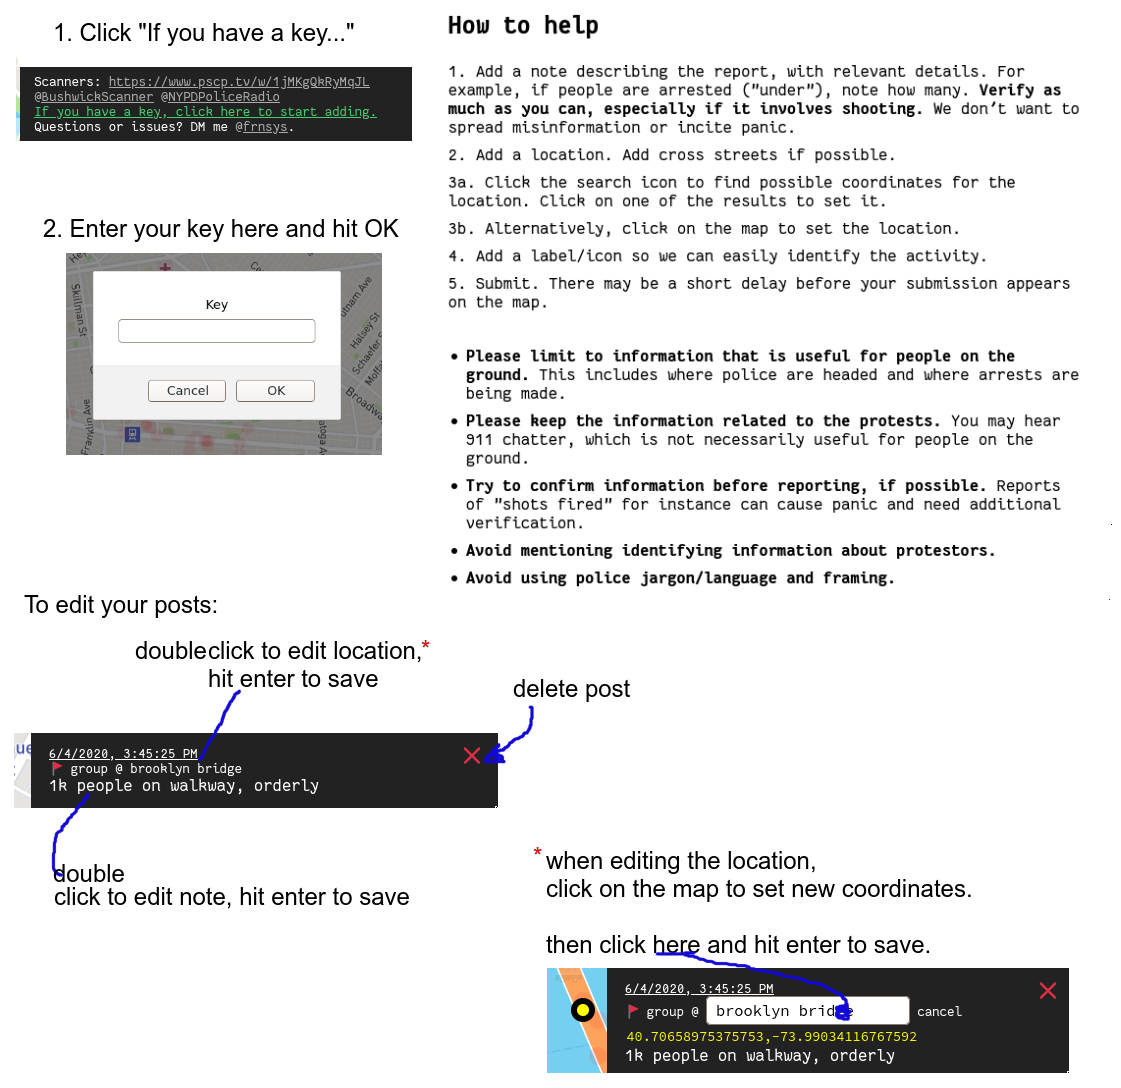 1. Click "If you have a key..."
Scanners: https://www.pscp.tv/w/1jMKgQkRyMqJL
@BushwickScanner @NYPDPoliceRadio
If you have a key, click here to start adding.
Questions or issues? DM me @frnsys.
2. Enter your key here and hit OK
Skillman St
Franklin Ave
Key
Cancel
OK
utnam Ave
Halsey St
Schaefer
Broadway
How to help
1. Add a note describing the report, with relevant details. For
example, if people are arrested ("under"), note how many. Verify as
much as you can, especially if it involves shooting. We don't want to
spread misinformation or incite panic.
2. Add a location. Add cross streets if possible.
3a. Click the search icon to find possible coordinates for the
location. Click on one of the results to set it.
3b. Alternatively, click on the map to set the location.
4. Add a label/icon so we can easily identify the activity.
5. Submit. There may be a short delay before your submission appears
on the map.
• Please limit to information that is useful for people on the
ground. This includes where police are headed and where arrests are
being made.
• Please keep the information related to the protests. You may hear
911 chatter, which is not necessarily useful for people on the
ground.
• Try to confirm information before reporting, if possible. Reports
of "shots fired" for instance can cause panic and need additional
verification.
• Avoid mentioning identifying information about protestors.
• Avoid using police jargon/language and framing.
To edit your posts:
doubleclick to edit location,*
hit enter to save
delete post
6/4/2020, 3:45:25 PM
group @ brooklyn bridge
1k people on walkway, orderly
double
click to edit note, hit enter to save
* when editing the location,
click on the map to set new coordinates.
then click here and hit enter to save.
6/4/2020, 3:45:25 PM
group @ brooklyn bridge cancel
40.70658975375753,-73.99034116767592
1k people on walkway, orderly